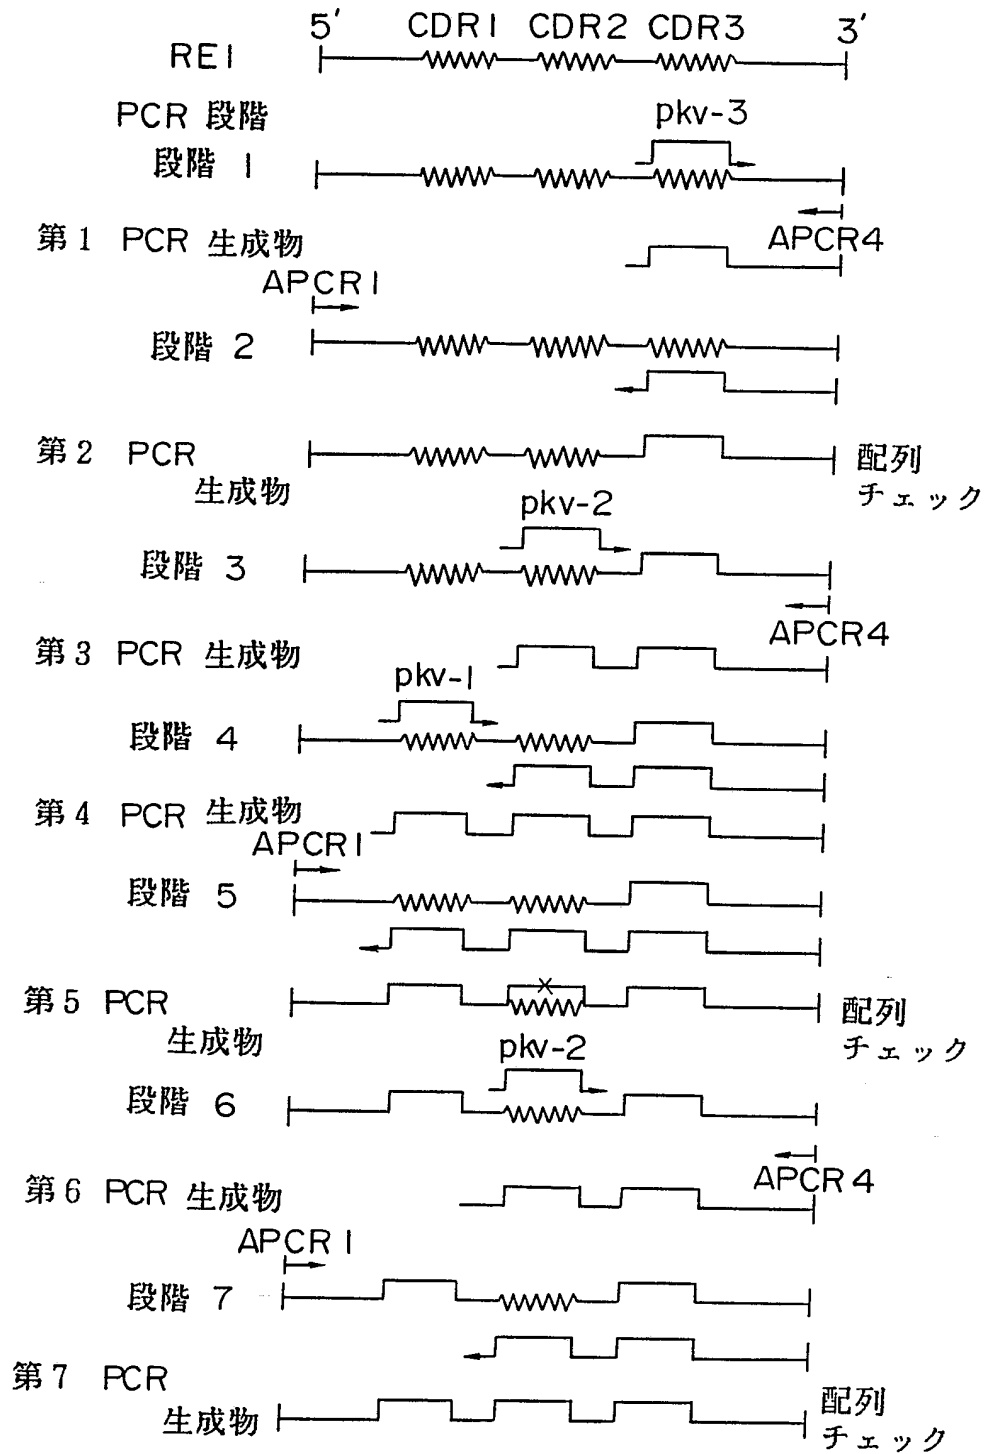 5' CDR1 CDR2 CDR3 3'
RE1
PCR 段階
pkv-3
段階 1
第1 PCR 生成物
APCR4
APCR1
段階 2
第2 PCR
生成物
配列
チェック
pkv-2
段階 3
APCR4
第3 PCR 生成物
pkv-1
段階 4
第4 PCR 生成物
APCR1
段階 5
第5 PCR
生成物
配列
チェック
pkv-2
段階 6
APCR4
第6 PCR 生成物
APCR1
段階 7
第7 PCR
生成物
配列
チェック